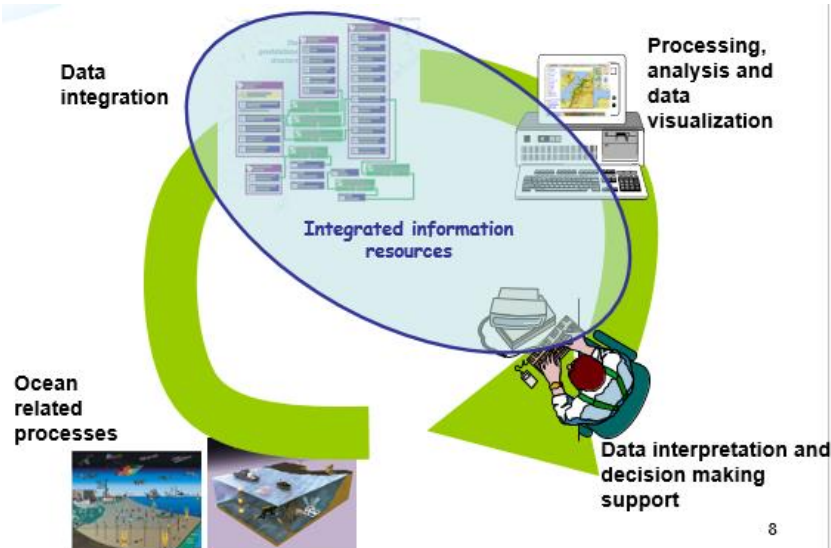 Data
integration
Processing,
analysis and
data
visualization
Integrated information
resources
Ocean
related
processes
Data interpretation and
decision making
support
8